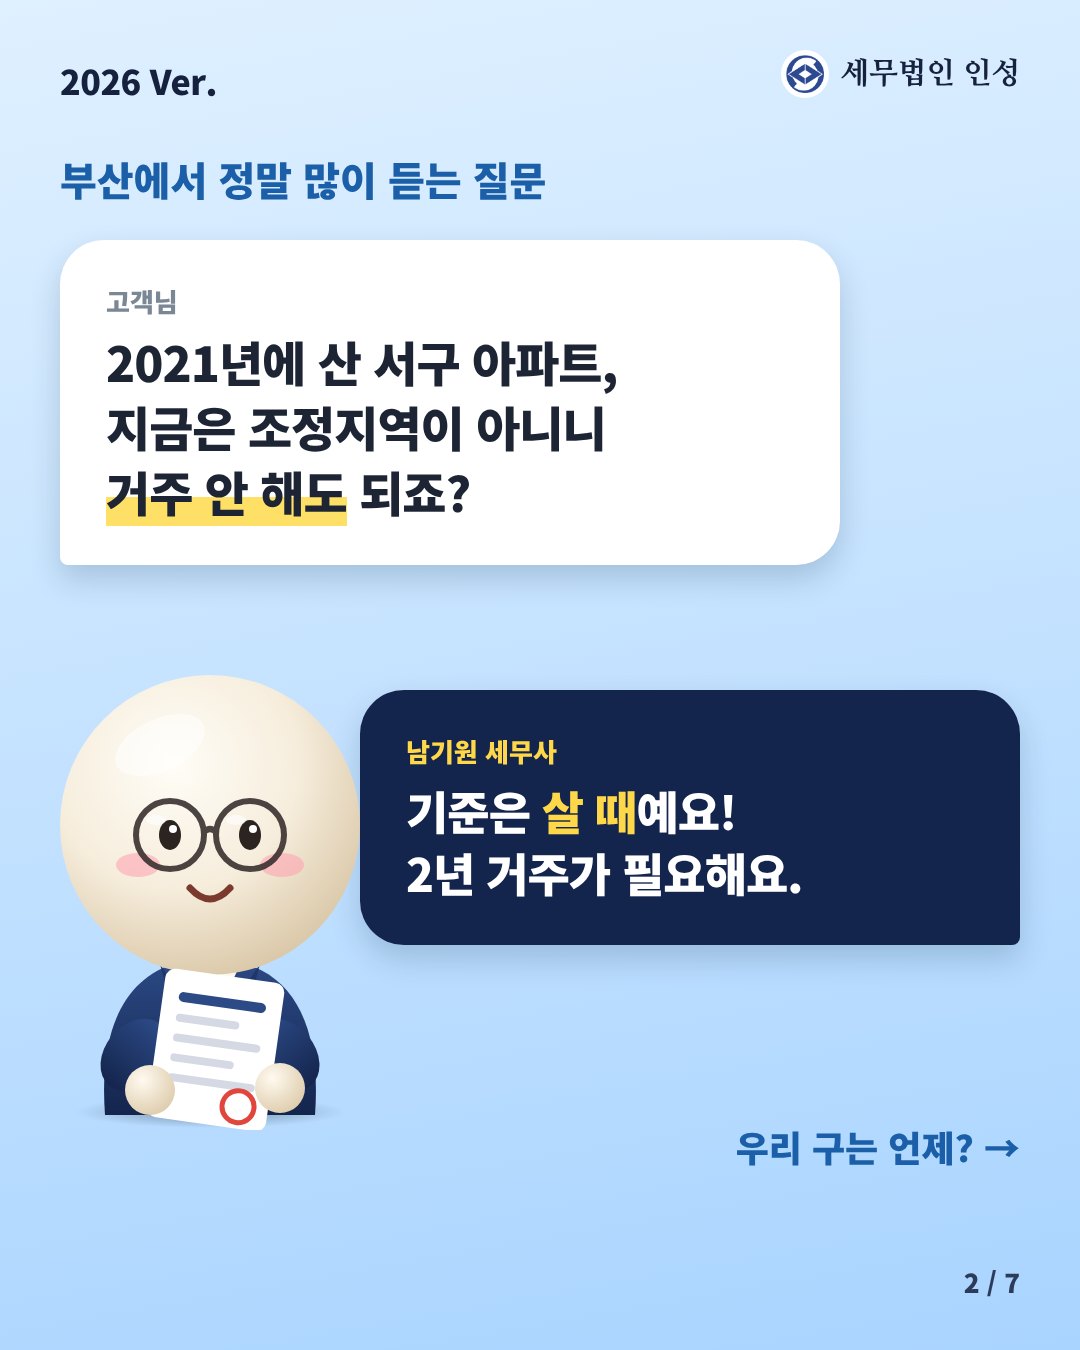 2026 Ver.
세무법인 인성
부산에서 정말 많이 듣는 질문
고객님
2021년에 산 서구 아파트,
지금은 조정지역이 아니니
거주 안 해도 되죠?
남기원 세무사
기준은 살 때예요!
2년 거주가 필요해요.
우리 구는 언제? →
2 / 7